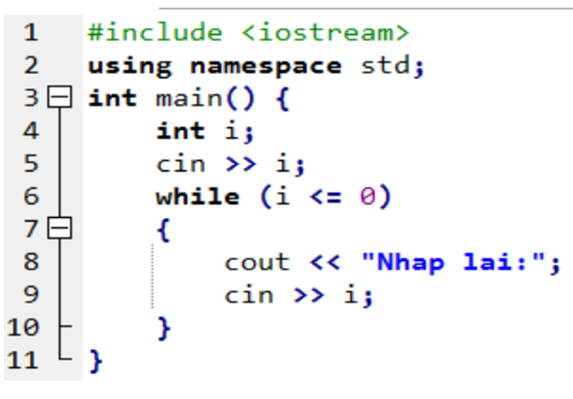 1 #include <iostream>
2 using namespace std;
3 int main() {
4 int i;
5 cin >> i;
6 while (i <= 0)
7 {
8 cout << "Nhap lai:";
9 cin >> i;
10 }
11 }